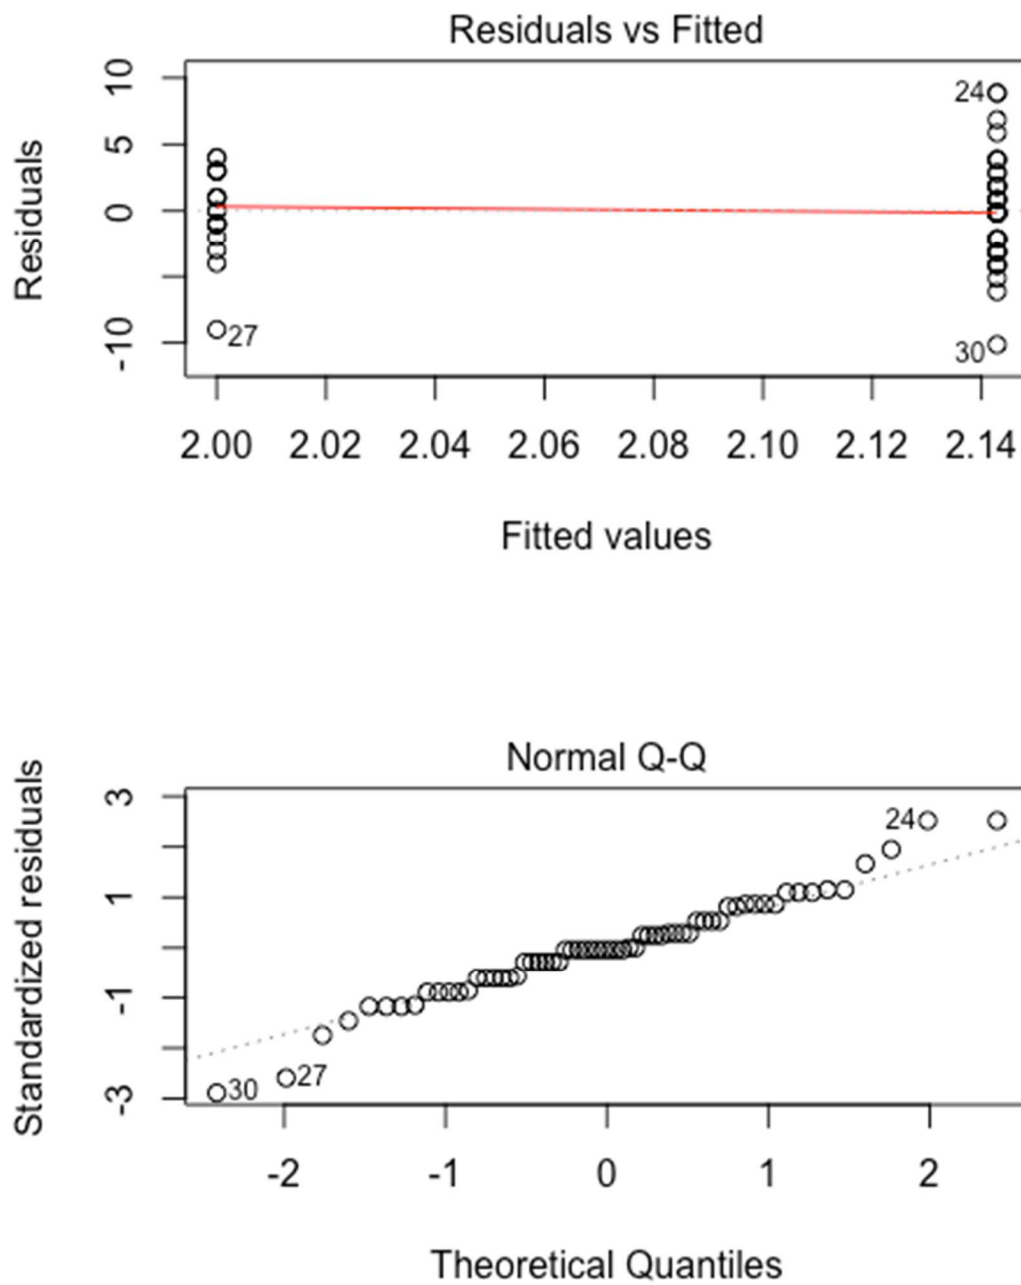 Residuals vs Fitted
Residuals
10
5
0
-10
24
27
30
2.00 2.02 2.04 2.06 2.08 2.10 2.12 2.14
Fitted values
Normal Q-Q
Standardized residuals
3
1
-1
-3
24
30
27
-2 -1 0 1 2
Theoretical Quantiles